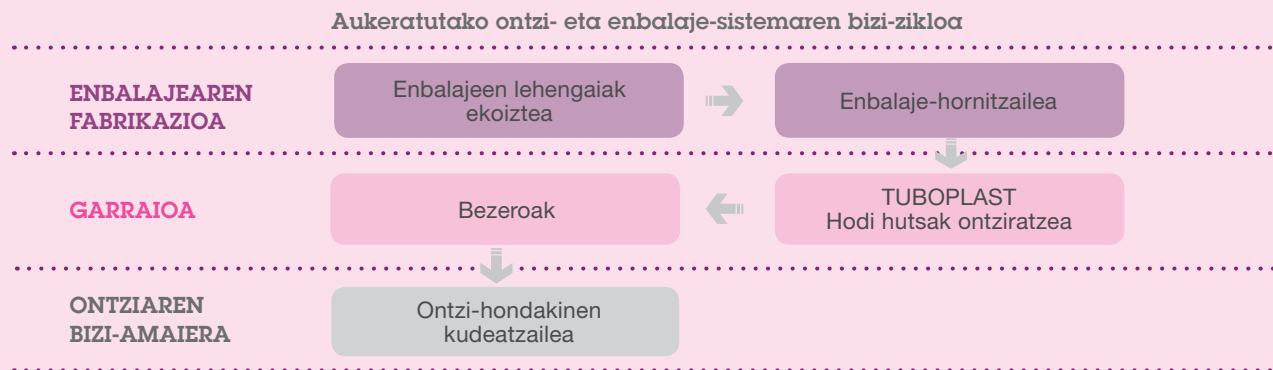 Aukeratutako ontzi- eta enbalaje-sistemaren bizi-zikloa
ENBALAJEAREN
FABRIKAZIOA
Enbalajeen lehengaiak
ekoiztea
Enbalaje-hornitzailea
GARRAIOA
Bezeroak
TUBOPLAST
Hodi hutsak ontziratzea
ONTZIAREN
BIZI-AMAIERA
Ontzi-hondakinen
kudeatzailea